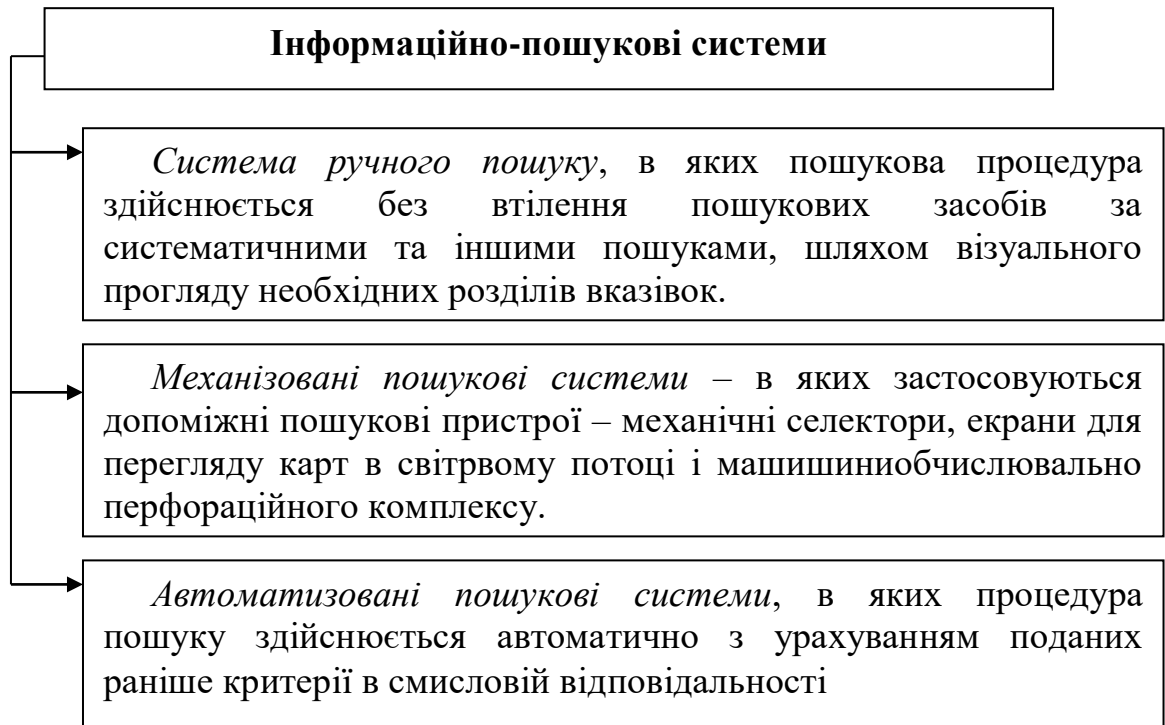 Інформаційно-пошукові системи
Система ручного пошуку, в яких пошукова процедура
здійснюється без втілення пошукових засобів за
систематичними та іншими пошуками, шляхом візуального
прогляду необхідних розділів вказівок.
Механізовані пошукові системи – в яких застосовуються
допоміжні пошукові пристрої – механічні селектори, екрани для
перегляду карт в світрвому потоці і машишиниобчислювально
перфораційного комплексу.
Автоматизовані пошукові системи, в яких процедура
пошуку здійснюється автоматично з урахуванням поданих
раніше критерії в смисловій відповідальності